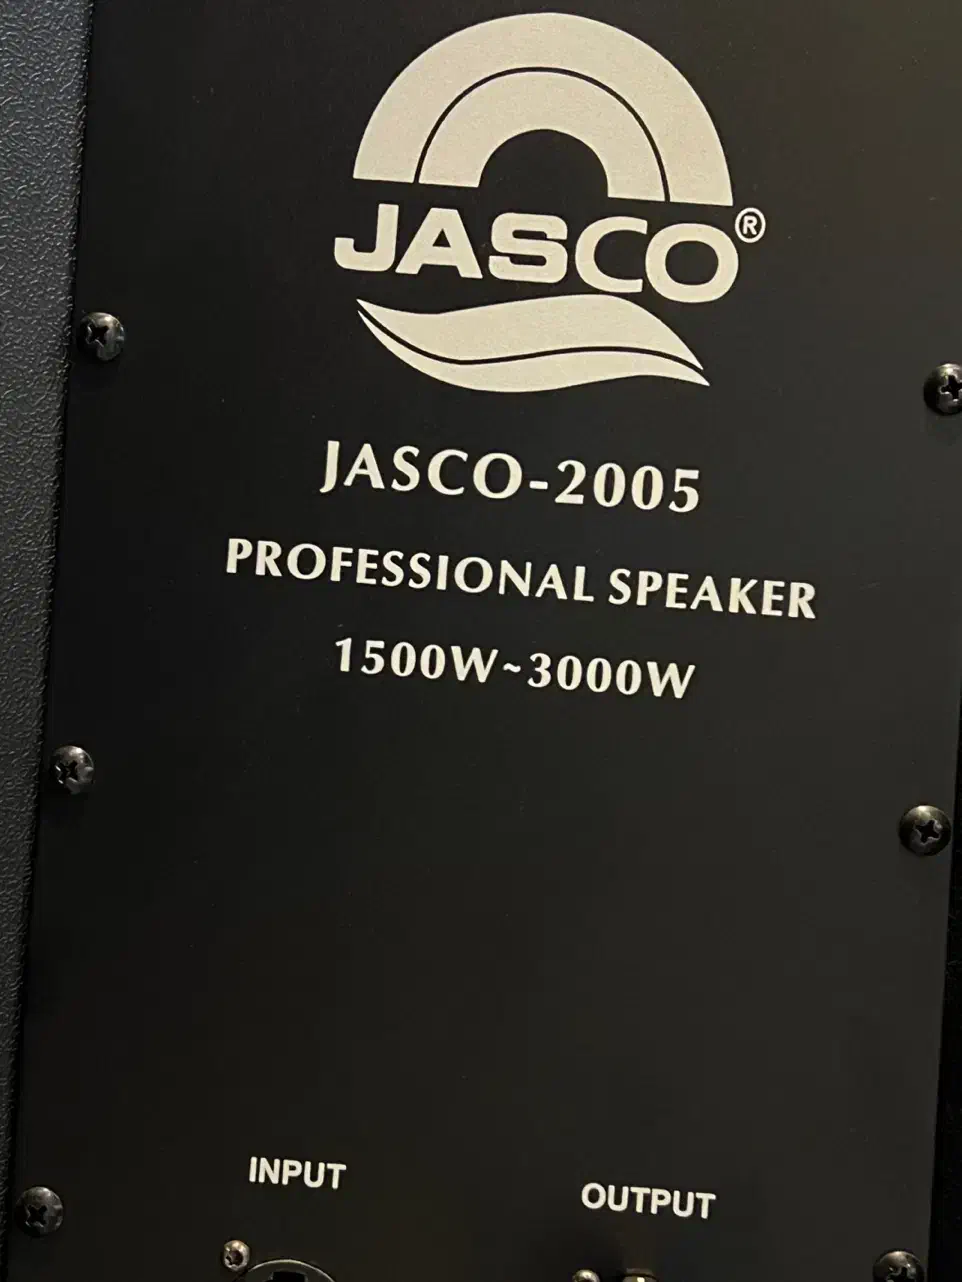 JASCO®
JASCO-2005
PROFESSIONAL SPEAKER
1500W~3000W
INPUT
OUTPUT